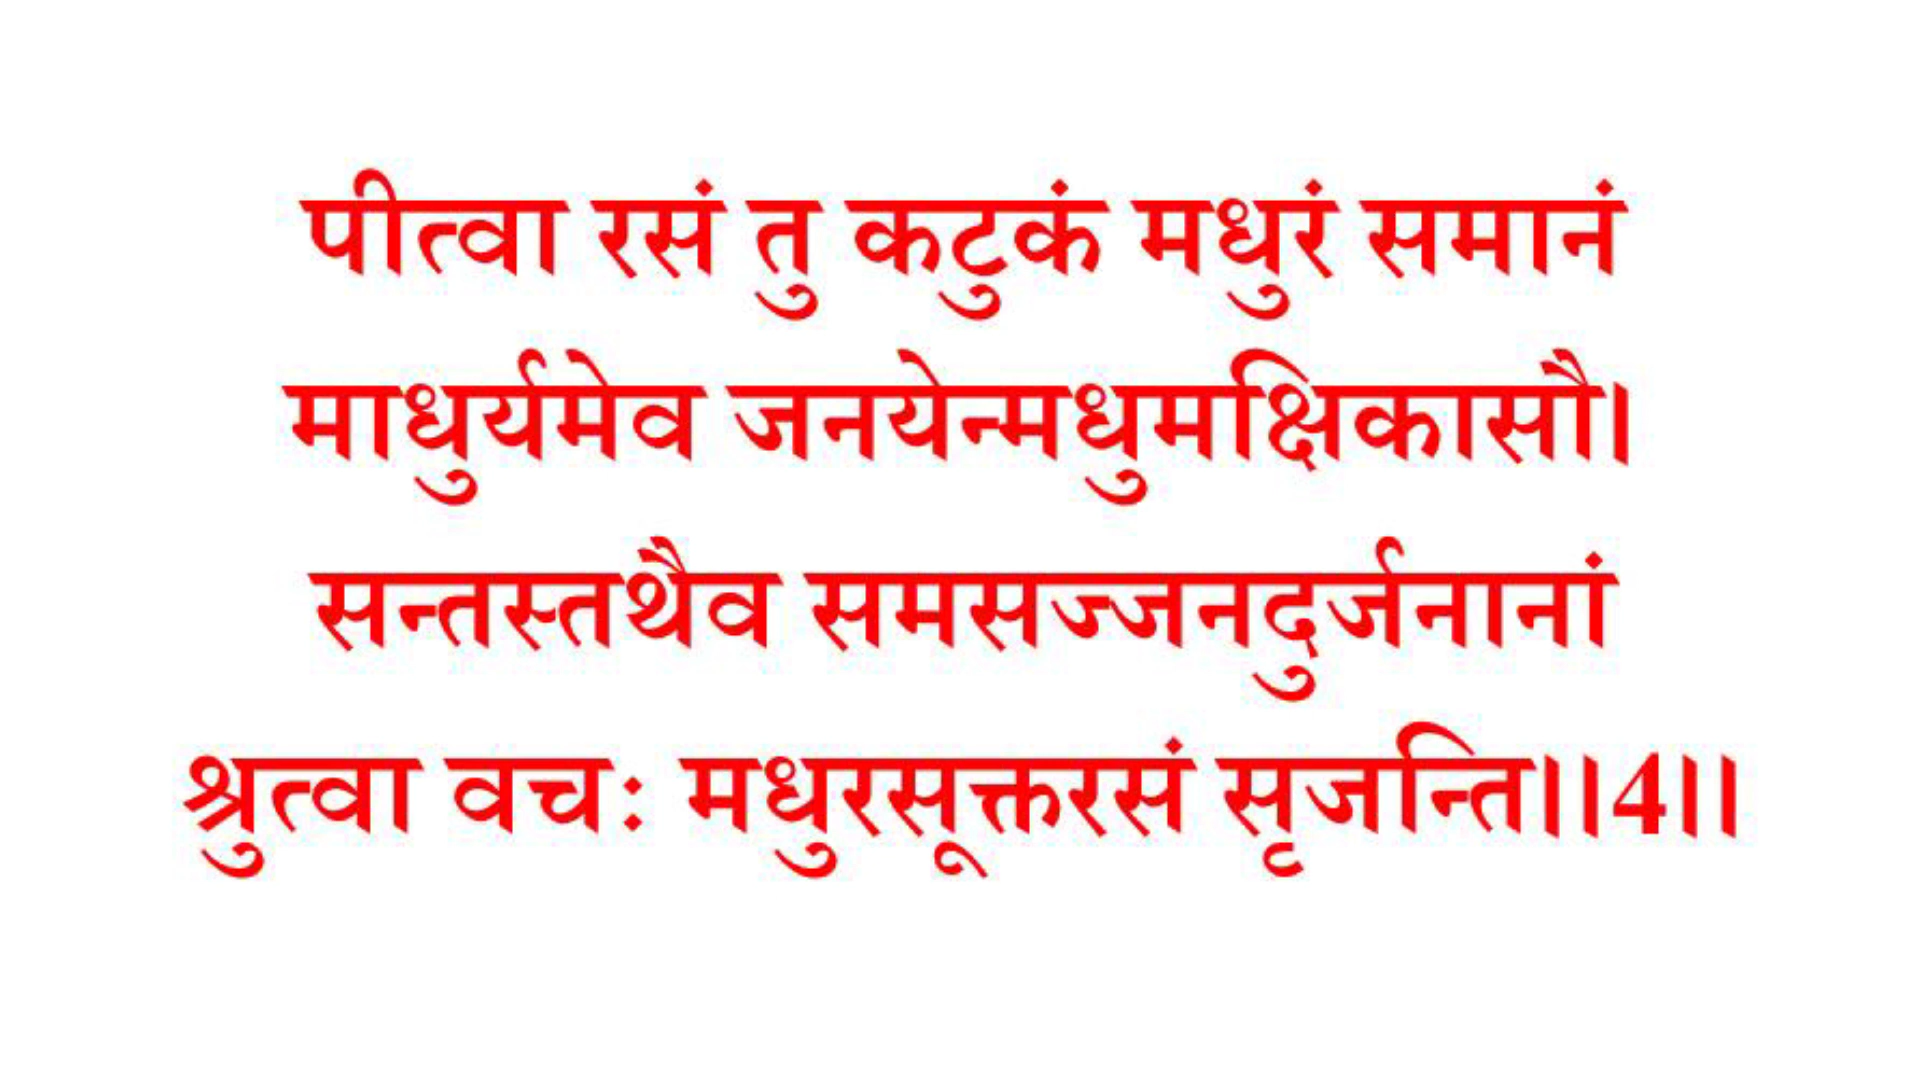 पीत्वा रसं तु कटुकं मधुरं समानं
माधुर्यमेव जनयेन्मधुमक्षिकासौ।
सन्तस्तथैव समसज्जनदुर्जनानां
श्रुत्वा वचः मधुरसूक्तरसं सृजन्ति।।4।।